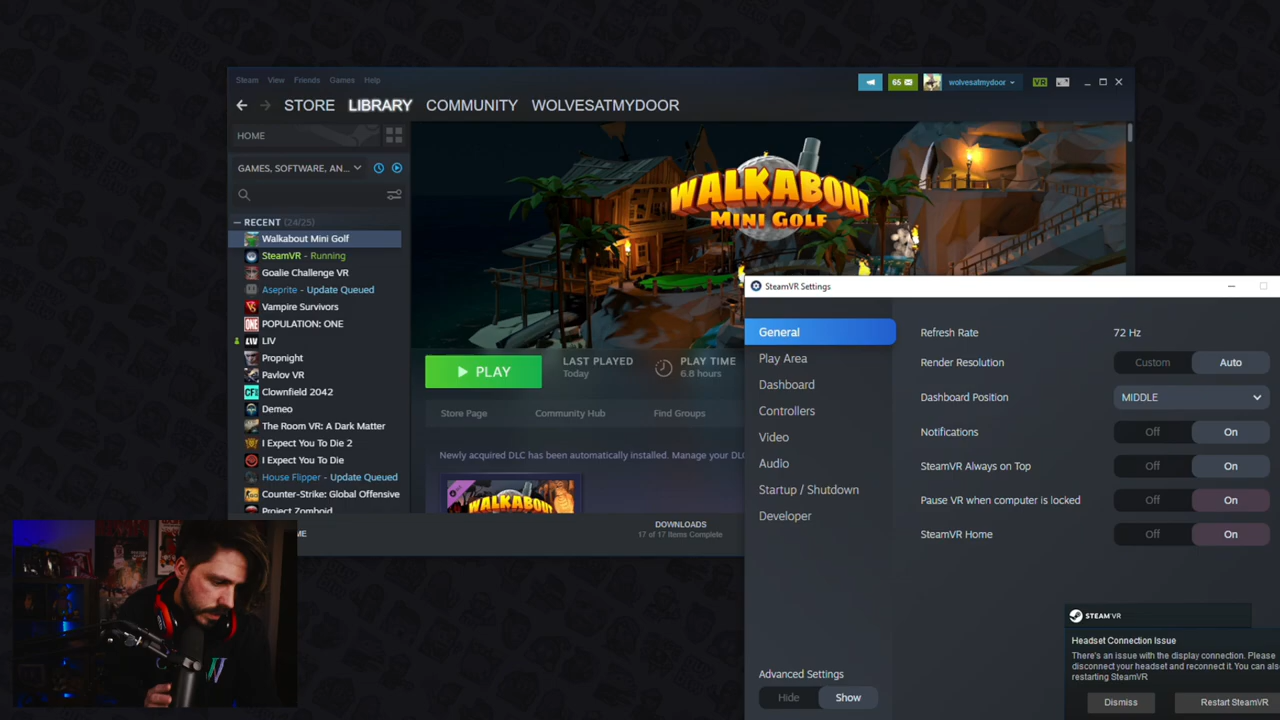 Steam View Friends Games Help
65
wolvesatmydoor
VR
STORE LIBRARY COMMUNITY WOLVESATMYDOOR
HOME
GAMES, SOFTWARE, AN...
RECENT (24/25)
Walkabout Mini Golf
SteamVR - Running
Goalie Challenge VR
Aseprite - Update Queued
Vampire Survivors
POPULATION: ONE
LIV
Propnight
Pavlov VR
Clownfield 2042
Demeo
The Room VR: A Dark Matter
I Expect You To Die 2
I Expect You To Die
House Flipper - Update Queued
Counter-Strike: Global Offensive
Project Zomboid
WALKABOUT
MINI GOLF
PLAY
LAST PLAYED
Today
PLAY TIME
6.8 hours
Store Page
Community Hub
Find Groups
Newly acquired DLC has been automatically installed. Manage your DL
WALKABOUT
DOWNLOADS
17 of 17 Items Complete
SteamVR Settings
General
Play Area
Dashboard
Controllers
Video
Audio
Startup / Shutdown
Developer
Advanced Settings
Hide Show
Refresh Rate 72 Hz
Render Resolution Custom Auto
Dashboard Position MIDDLE
Notifications Off On
SteamVR Always on Top Off On
Pause VR when computer is locked Off On
SteamVR Home Off On
STEAMVR
Headset Connection Issue
There's an issue with the display connection. Please
disconnect your headset and reconnect it. You can als
restarting SteamVR
Dismiss Restart SteamVR